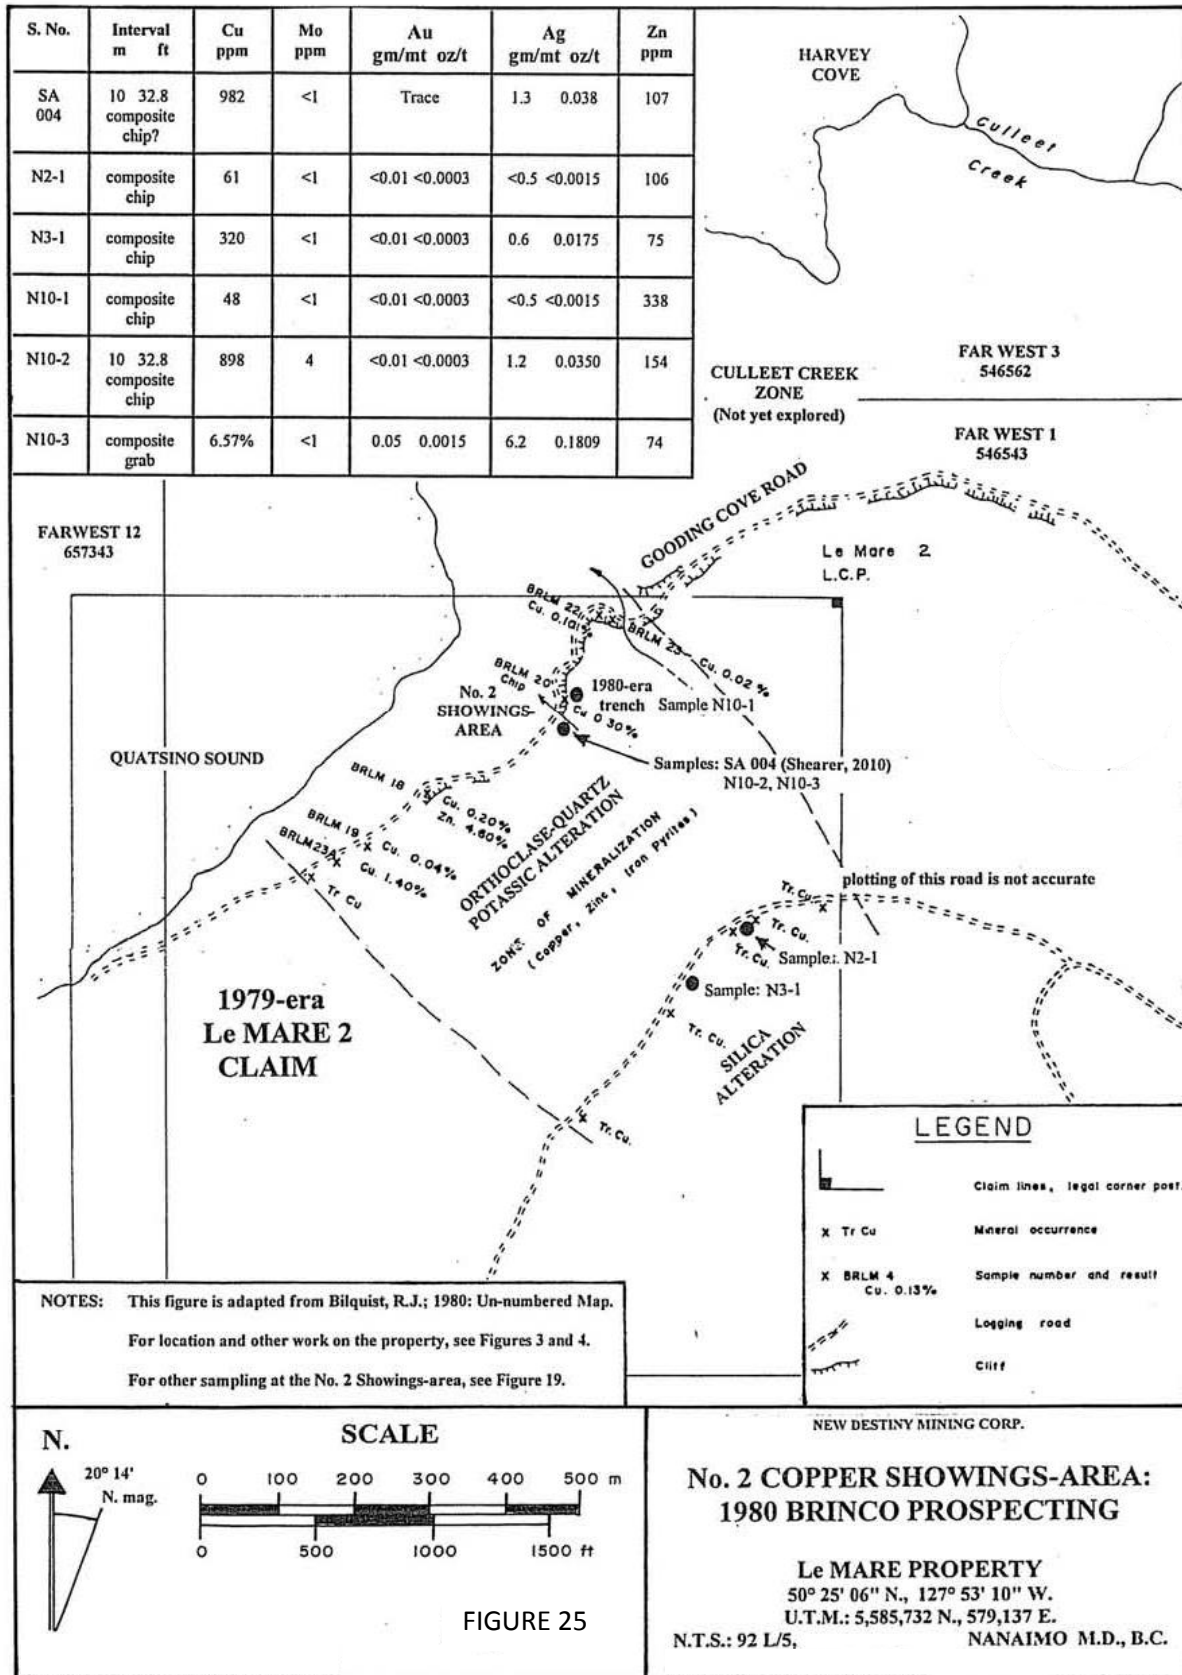 S. No. Interval Cu Mo Au Ag Zn
m ft ppm ppm gm/mt oz/t gm/mt oz/t ppm
SA 10 32.8 982 <1 Trace 1.3 0.038 107
004 composite
chip?
N2-1 composite 61 <1 <0.01 <0.0003 <0.5 <0.0015 106
chip
N3-1 composite 320 <1 <0.01 <0.0003 0.6 0.0175 75
chip
N10-1 composite 48 <1 <0.01 <0.0003 <0.5 <0.0015 338
chip
N10-2 10 32.8 898 4 <0.01 <0.0003 1.2 0.0350 154
composite
chip
N10-3 composite 6.57% <1 0.05 0.0015 6.2 0.1809 74
grab
HARVEY
COVE
Culleet
Creek
FAR WEST 3
546562
CULLEET CREEK
ZONE
(Not yet explored)
FAR WEST 1
546543
FARWEST 12
657343
GOODING COVE ROAD
Le Mare 2
L.C.P.
BRLM 22
Cu. 0.101%
BRLM 23
Cu. 0.02 %
BRLM 20
Chip
Cu 0.30%
1980-era
trench
Sample N10-1
No. 2
SHOWINGS-
AREA
QUATSINO SOUND
Samples: SA 004 (Shearer, 2010)
N10-2, N10-3
BRLM 18
Cu. 0.20%
Zn. 4.60%
BRLM 19
Cu. 0.04%
BRLM23A
Cu. 1.40%
Tr Cu
ORTHOCLASE-QUARTZ
POTASSIC ALTERATION
ZONE OF MINERALIZATION
(Copper, Zinc, Iron Pyrites)
plotting of this road is not accurate
Tr. Cu.
Tr. Cu.
Tr. Cu.
Sample: N2-1
Sample: N3-1
Tr. Cu.
SILICA
ALTERATION
Tr. Cu.
1979-era
Le MARE 2
CLAIM
LEGEND
Claim lines, legal corner post.
x Tr Cu Mineral occurrence
x BRLM 4 Sample number and result
Cu. 0.13%
Logging road
Cliff
NOTES: This figure is adapted from Bilquist, R.J.; 1980: Un-numbered Map.
For location and other work on the property, see Figures 3 and 4.
For other sampling at the No. 2 Showings-area, see Figure 19.
N.
20° 14'
N. mag.
SCALE
0 100 200 300 400 500 m
0 500 1000 1500 ft
FIGURE 25
NEW DESTINY MINING CORP.
No. 2 COPPER SHOWINGS-AREA:
1980 BRINCO PROSPECTING
Le MARE PROPERTY
50° 25' 06" N., 127° 53' 10" W.
U.T.M.: 5,585,732 N., 579,137 E.
N.T.S.: 92 L/5, NANAIMO M.D., B.C.